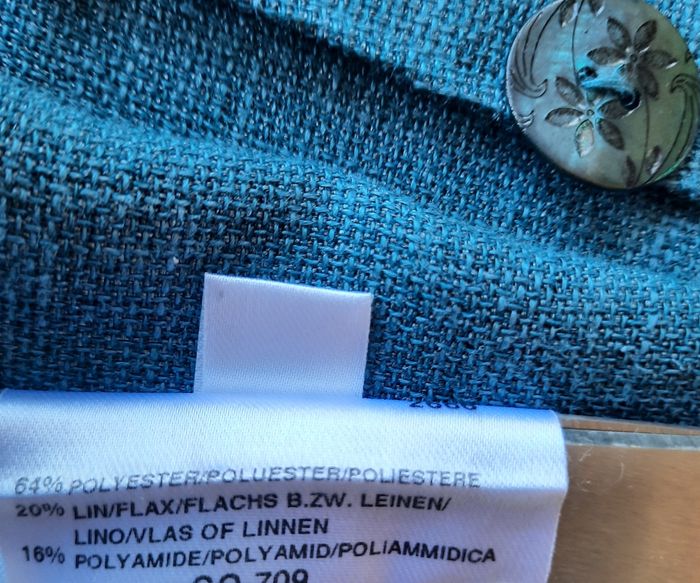 64% POLYESTER/POLUESTER/POLIESTERE
20% LIN/FLAX/FLACHS B.ZW. LEINEN/
LINO/VLAS OF LINNEN
16% POLYAMIDE/POLYAMID/POLIAMMIDICA